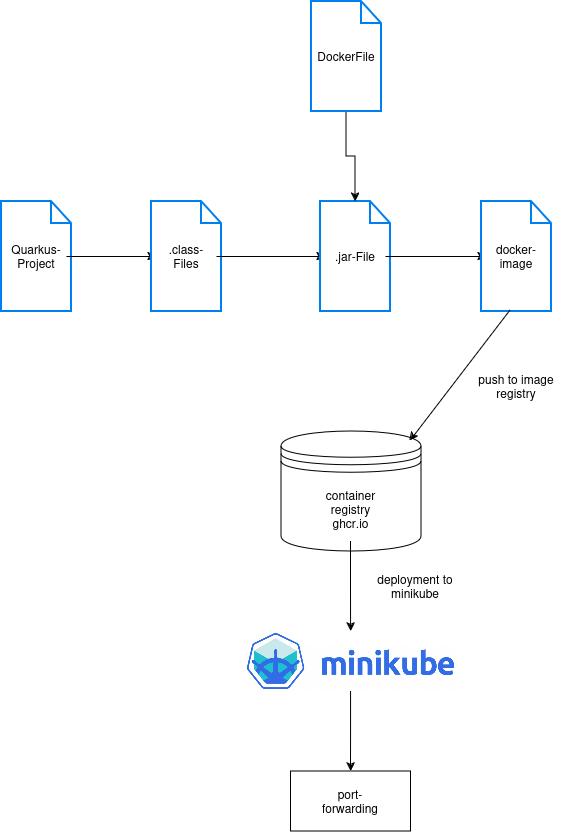 DockerFile
Quarkus-
Project
.class-
Files
.jar-File
docker-
image
push to image
registry
container
registry
ghcr.io
deployment to
minikube
minikube
port-
forwarding